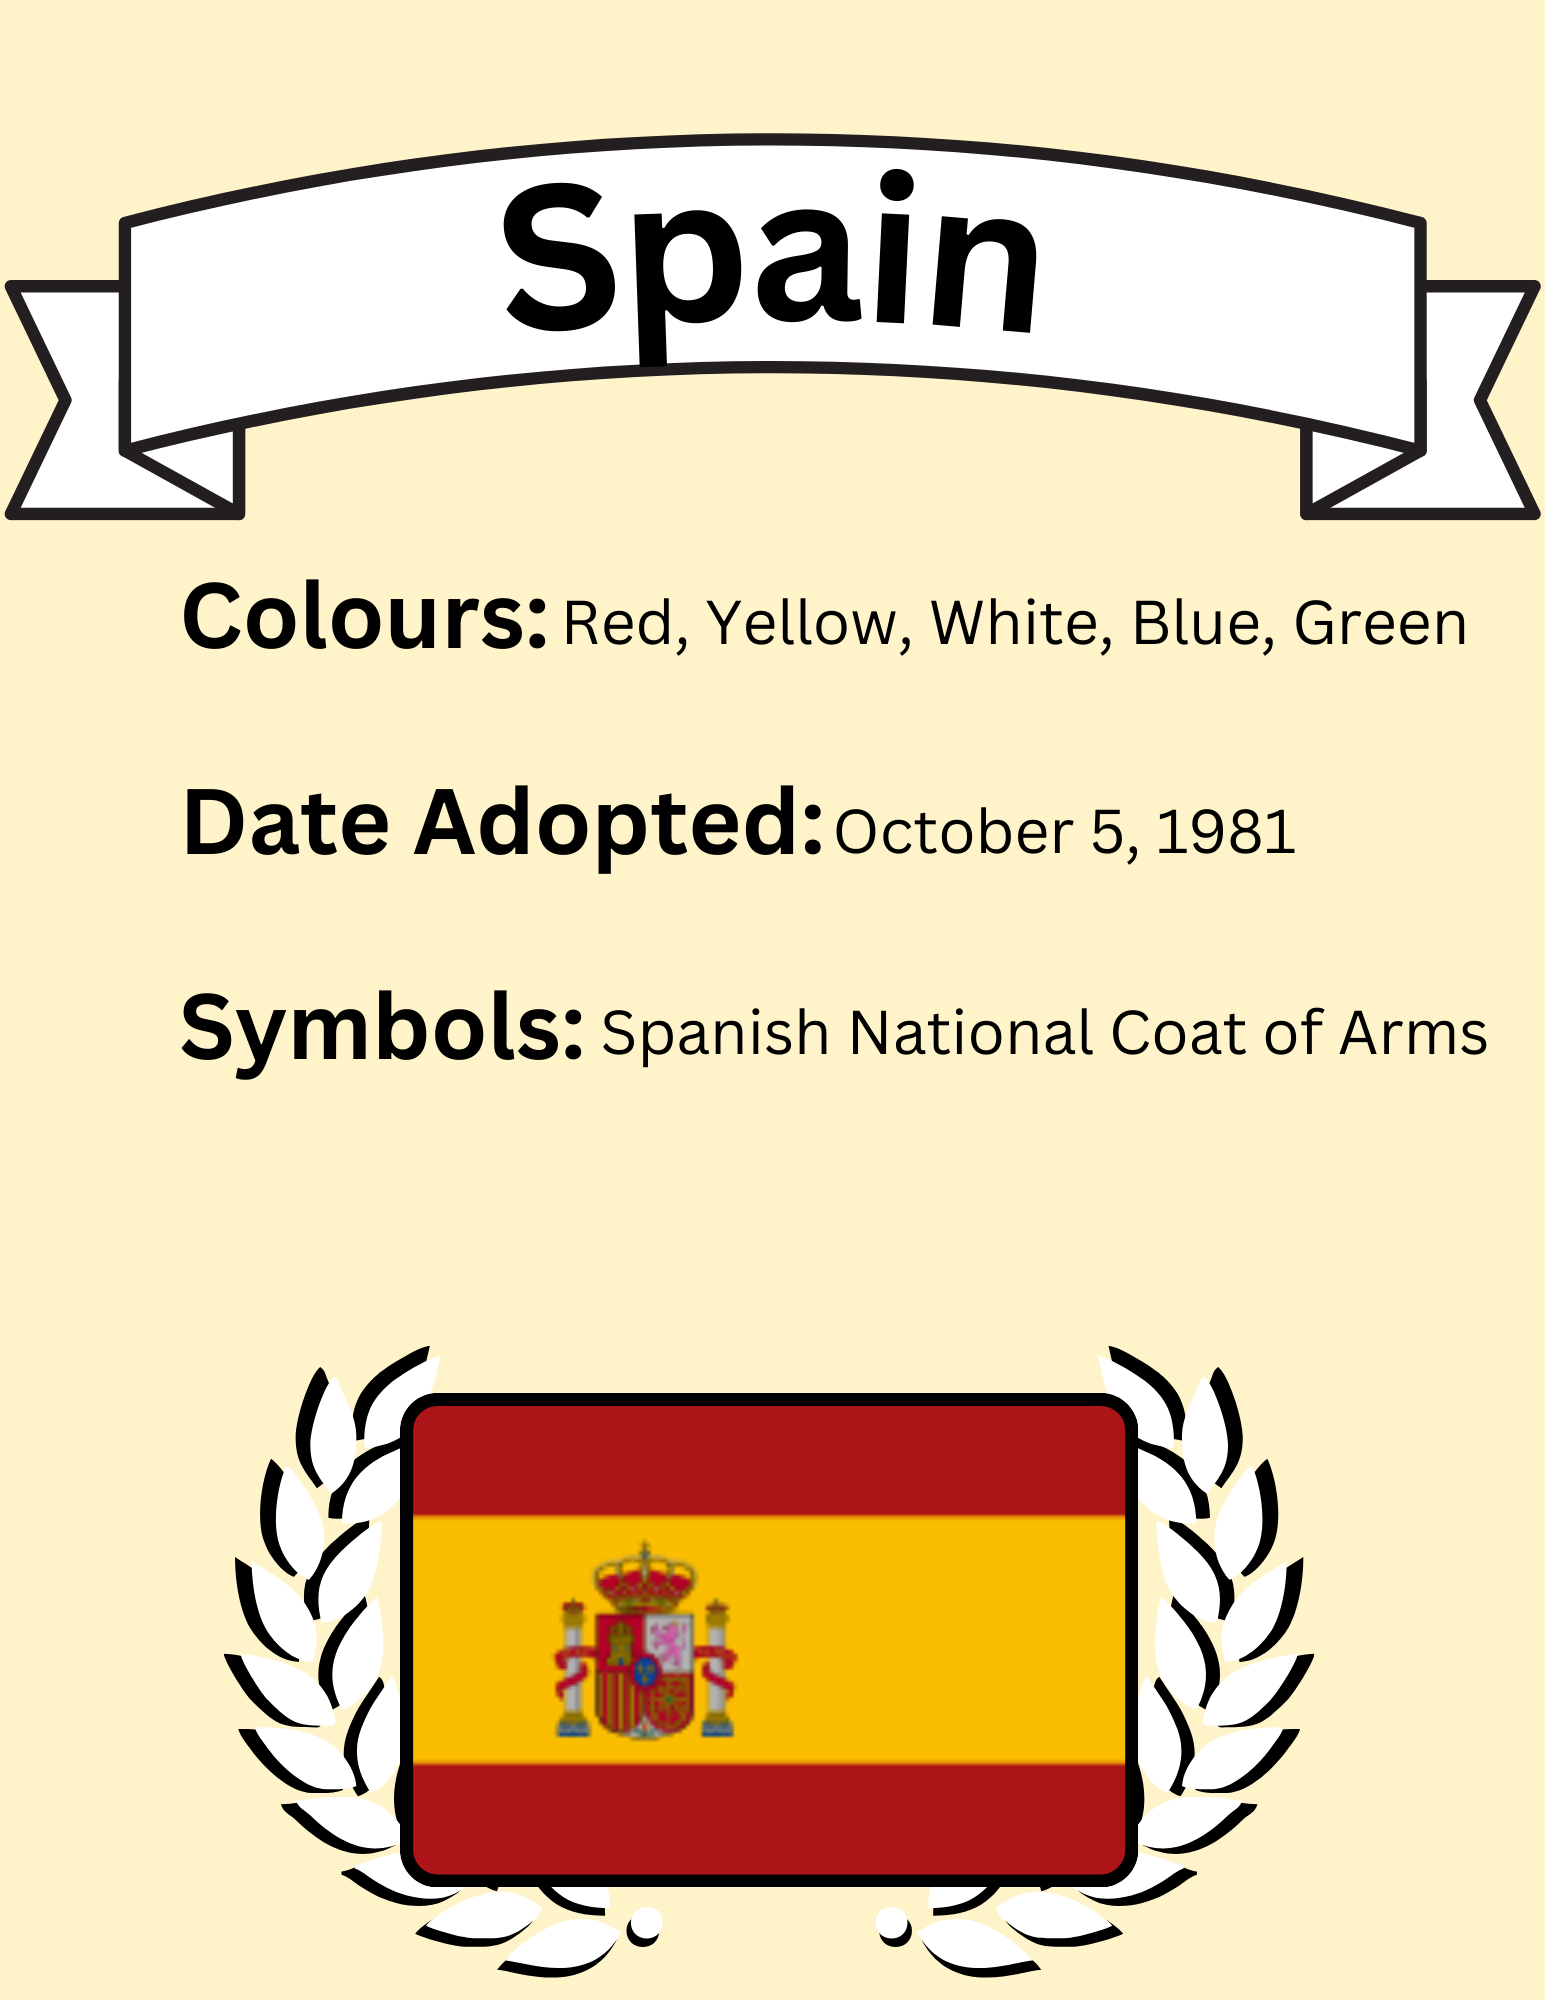 Spain
Colours: Red, Yellow, White, Blue, Green
Date Adopted: October 5, 1981
Symbols: Spanish National Coat of Arms